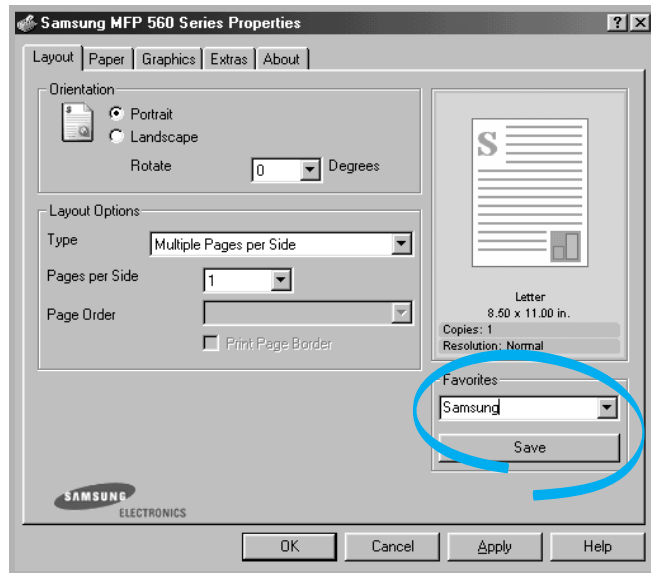 Samsung MFP 560 Series Properties
Layout Paper Graphics Extras About
Orientation
S
Portrait
Landscape
Rotate 0 Degrees
S
Layout Options
Type Multiple Pages per Side
Pages per Side 1
Page Order
Print Page Border
Letter
8.50 x 11.00 in.
Copies: 1
Resolution: Normal
Favorites
Samsung
Save
SAMSUNG
ELECTRONICS
OK Cancel Apply Help